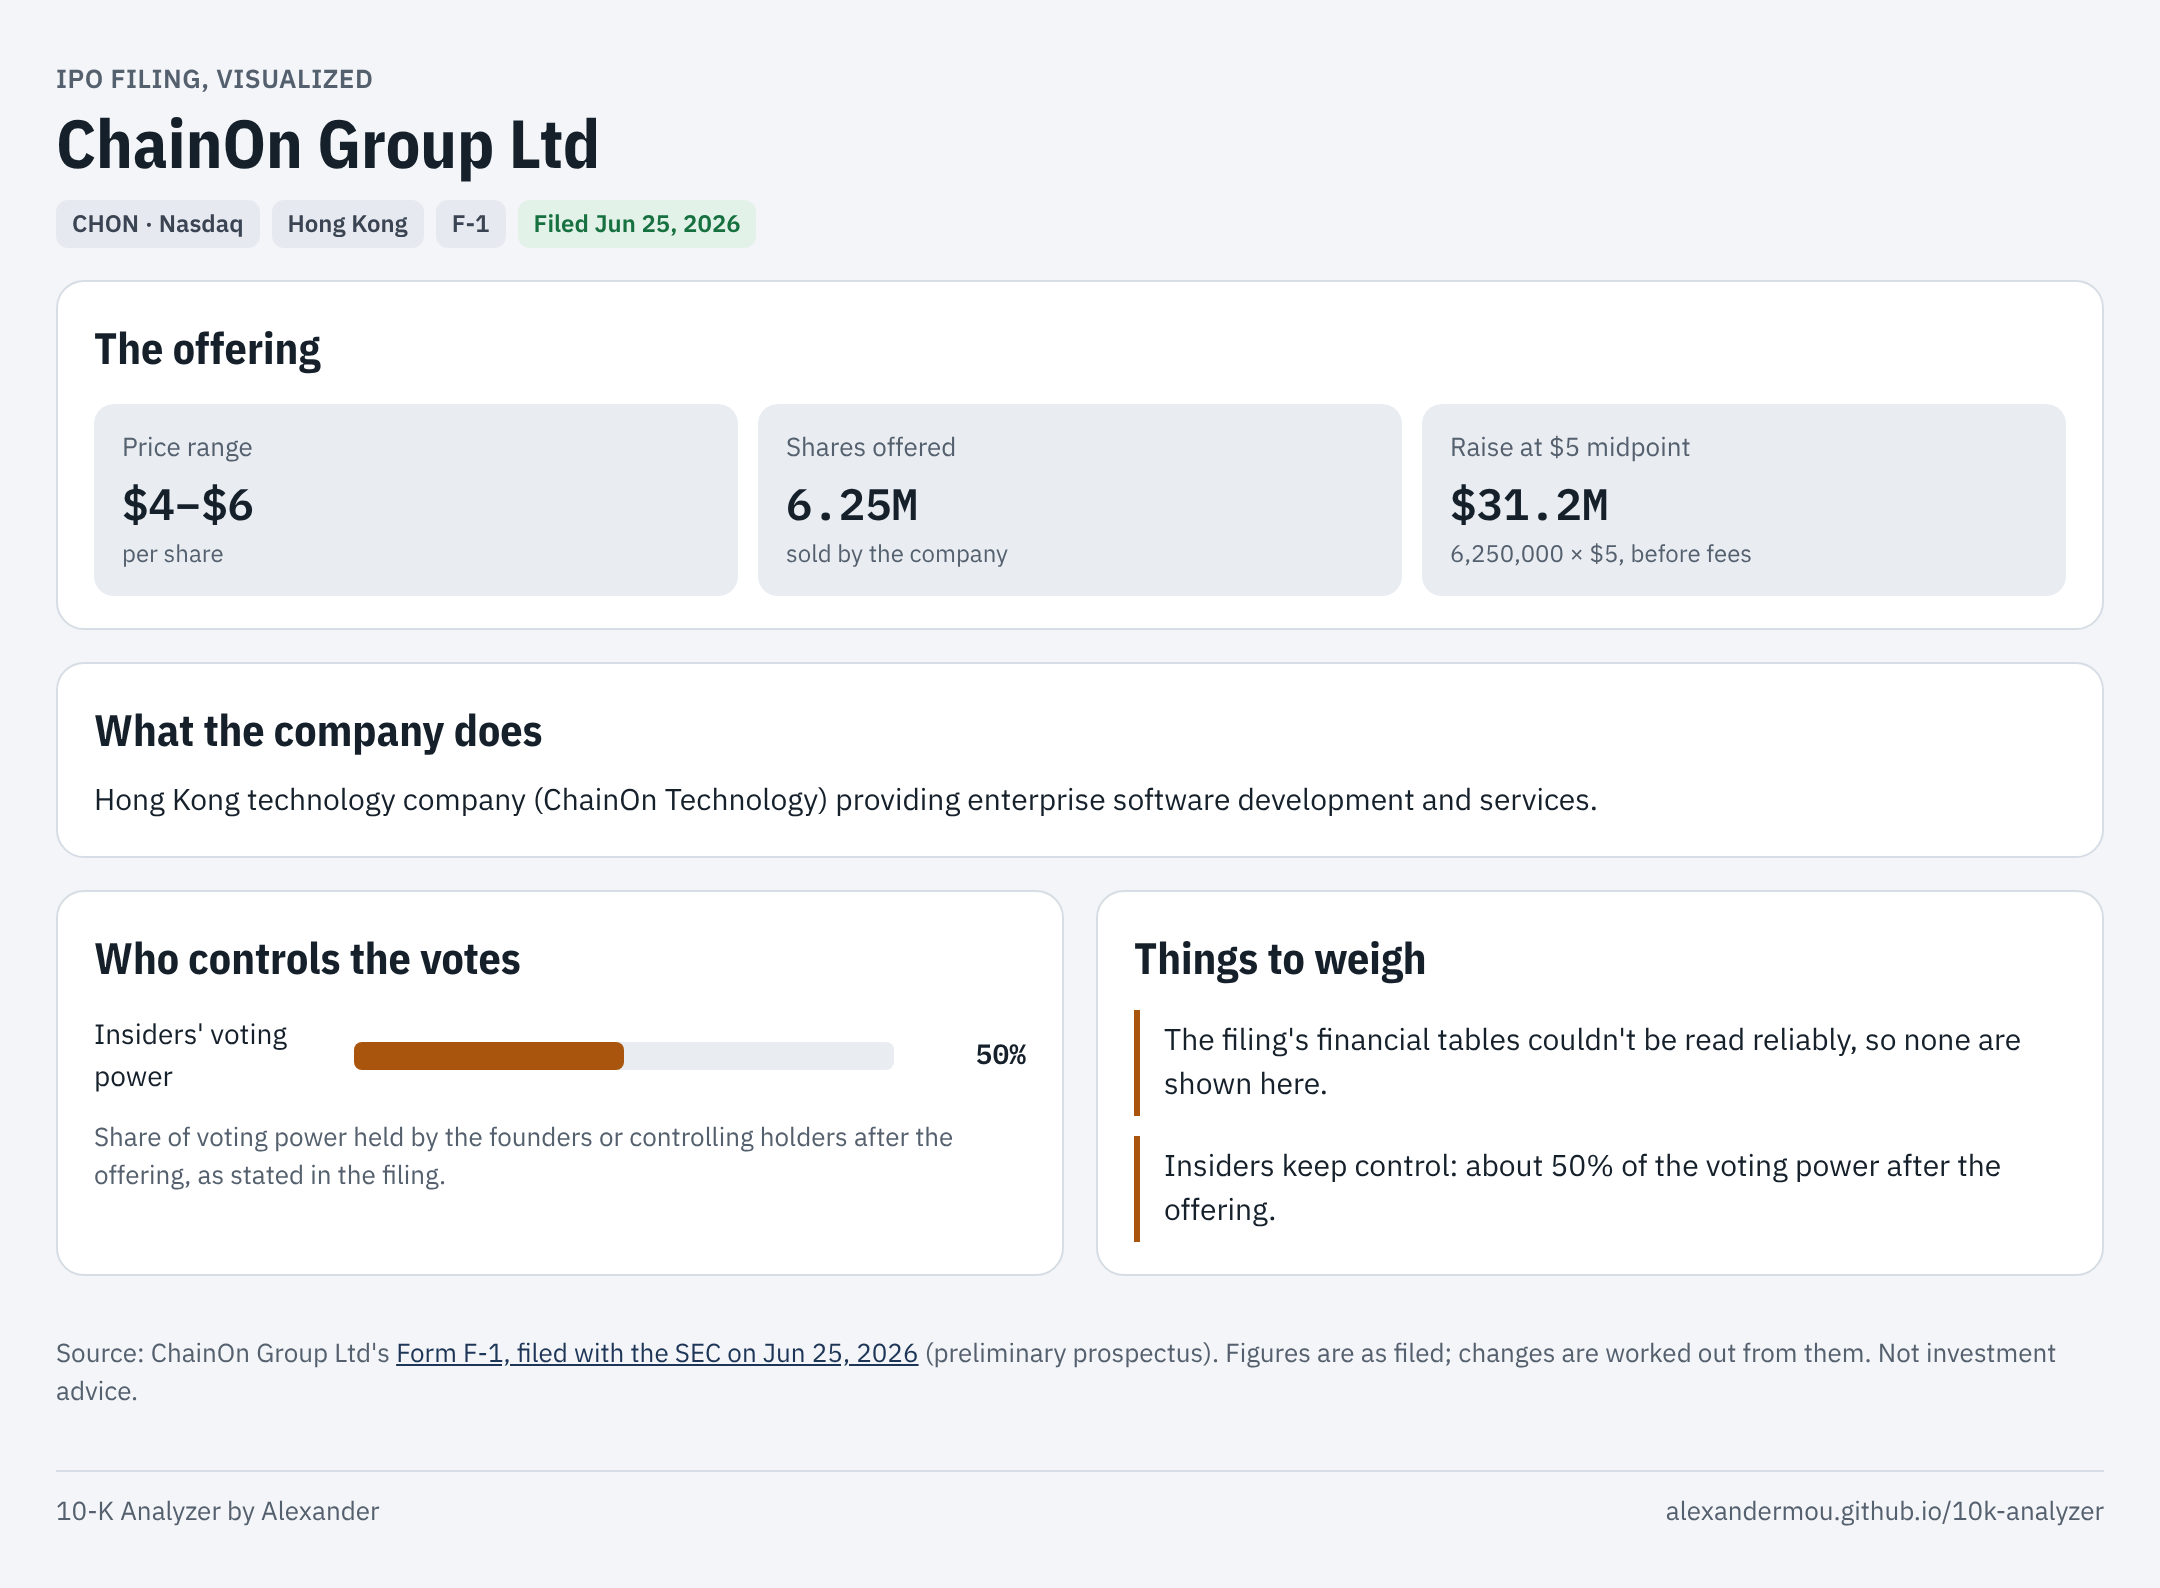 IPO FILING, VISUALIZED
ChainOn Group Ltd
CHON · Nasdaq
Hong Kong
F-1
Filed Jun 25, 2026
The offering
Price range
$4–$6
per share
Shares offered
6.25M
sold by the company
Raise at $5 midpoint
$31.2M
6,250,000 × $5, before fees
What the company does
Hong Kong technology company (ChainOn Technology) providing enterprise software development and services.
Who controls the votes
Insiders' voting
power
50%
Share of voting power held by the founders or controlling holders after the
offering, as stated in the filing.
Things to weigh
The filing's financial tables couldn't be read reliably, so none are
shown here.
Insiders keep control: about 50% of the voting power after the
offering.
Source: ChainOn Group Ltd's Form F-1, filed with the SEC on Jun 25, 2026 (preliminary prospectus). Figures are as filed; changes are worked out from them. Not investment
advice.
10-K Analyzer by Alexander
alexandermou.github.io/10k-analyzer